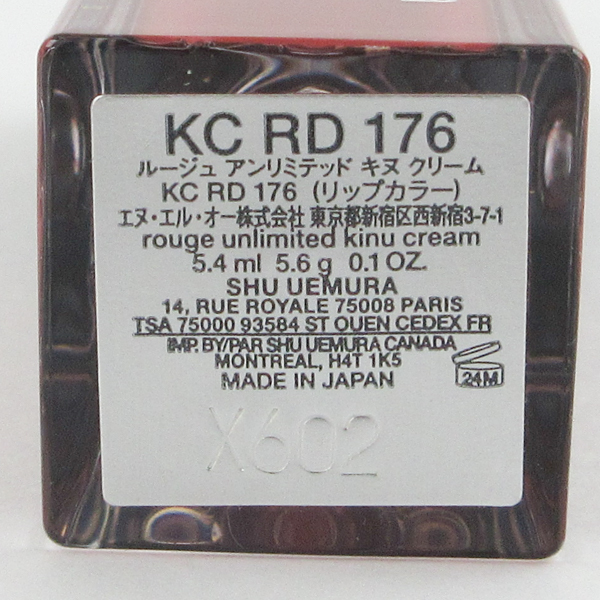 KC RD 176
ルージュ アンリミテッド キヌ クリーム
KC RD 176 (リップカラー)
エヌ・エル・オー株式会社 東京都新宿区西新宿3-7-1
rouge unlimited kinu cream
5.4 ml 5.6 g 0.1 OZ.
SHU UEMURA
14, RUE ROYALE 75008 PARIS
TSA 75000 93584 ST OUEN CEDEX FR
IMP. BY/PAR SHU UEMURA CANADA
MONTREAL, H4T 1K5
MADE IN JAPAN
24M
X602